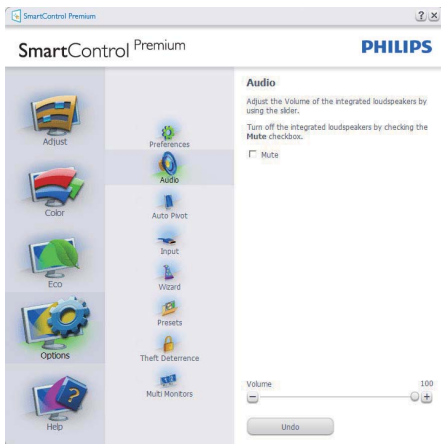 SmartControl Premium
SmartControl Premium
PHILIPS
Adjust
Color
Eco
Options
Help
Preferences
Audio
Auto Pivot
Input
Wizard
Presets
Theft Deterrence
Multi Monitors
Audio
Adjust the Volume of the integrated loudspeakers by
using the slider.
Turn off the integrated loudspeakers by checking the
Mute checkbox.
Mute
Volume 100
Undo